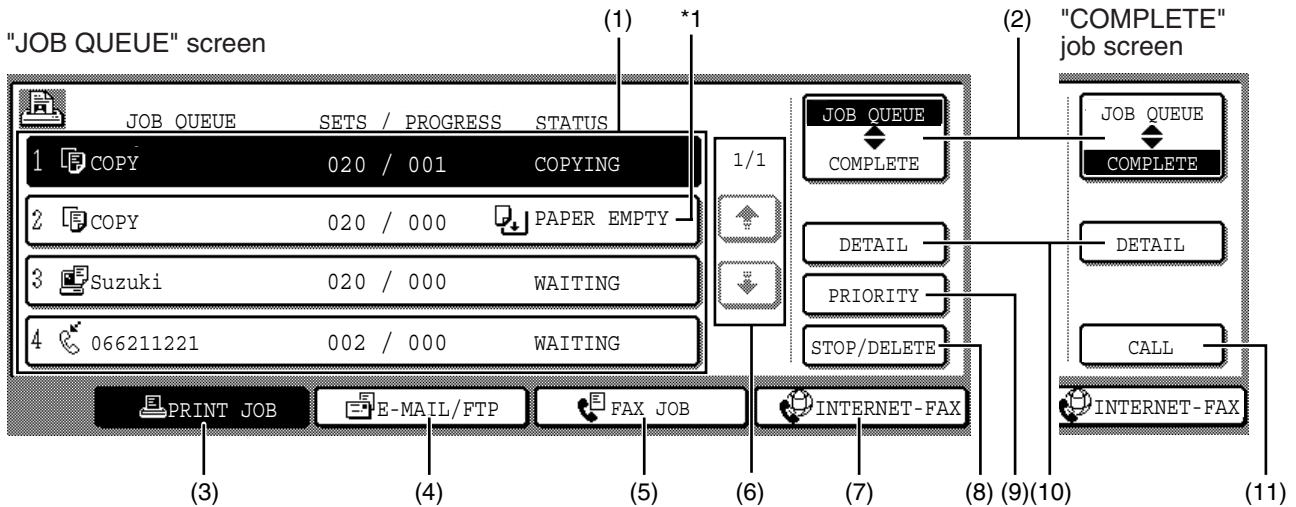 (1) *1 (2) "COMPLETE"
"JOB QUEUE" screen job screen
JOB QUEUE SETS / PROGRESS STATUS JOB QUEUE JOB QUEUE
1 COPY 020 / 001 COPYING 1/1 COMPLETE COMPLETE
2 COPY 020 / 000 PAPER EMPTY DETAIL DETAIL
3 Suzuki 020 / 000 WAITING PRIORITY
4 066211221 002 / 000 WAITING STOP/DELETE CALL
PRINT JOB E-MAIL/FTP FAX JOB INTERNET-FAX INTERNET-FAX
(3) (4) (5) (6) (7) (8) (9)(10) (11)